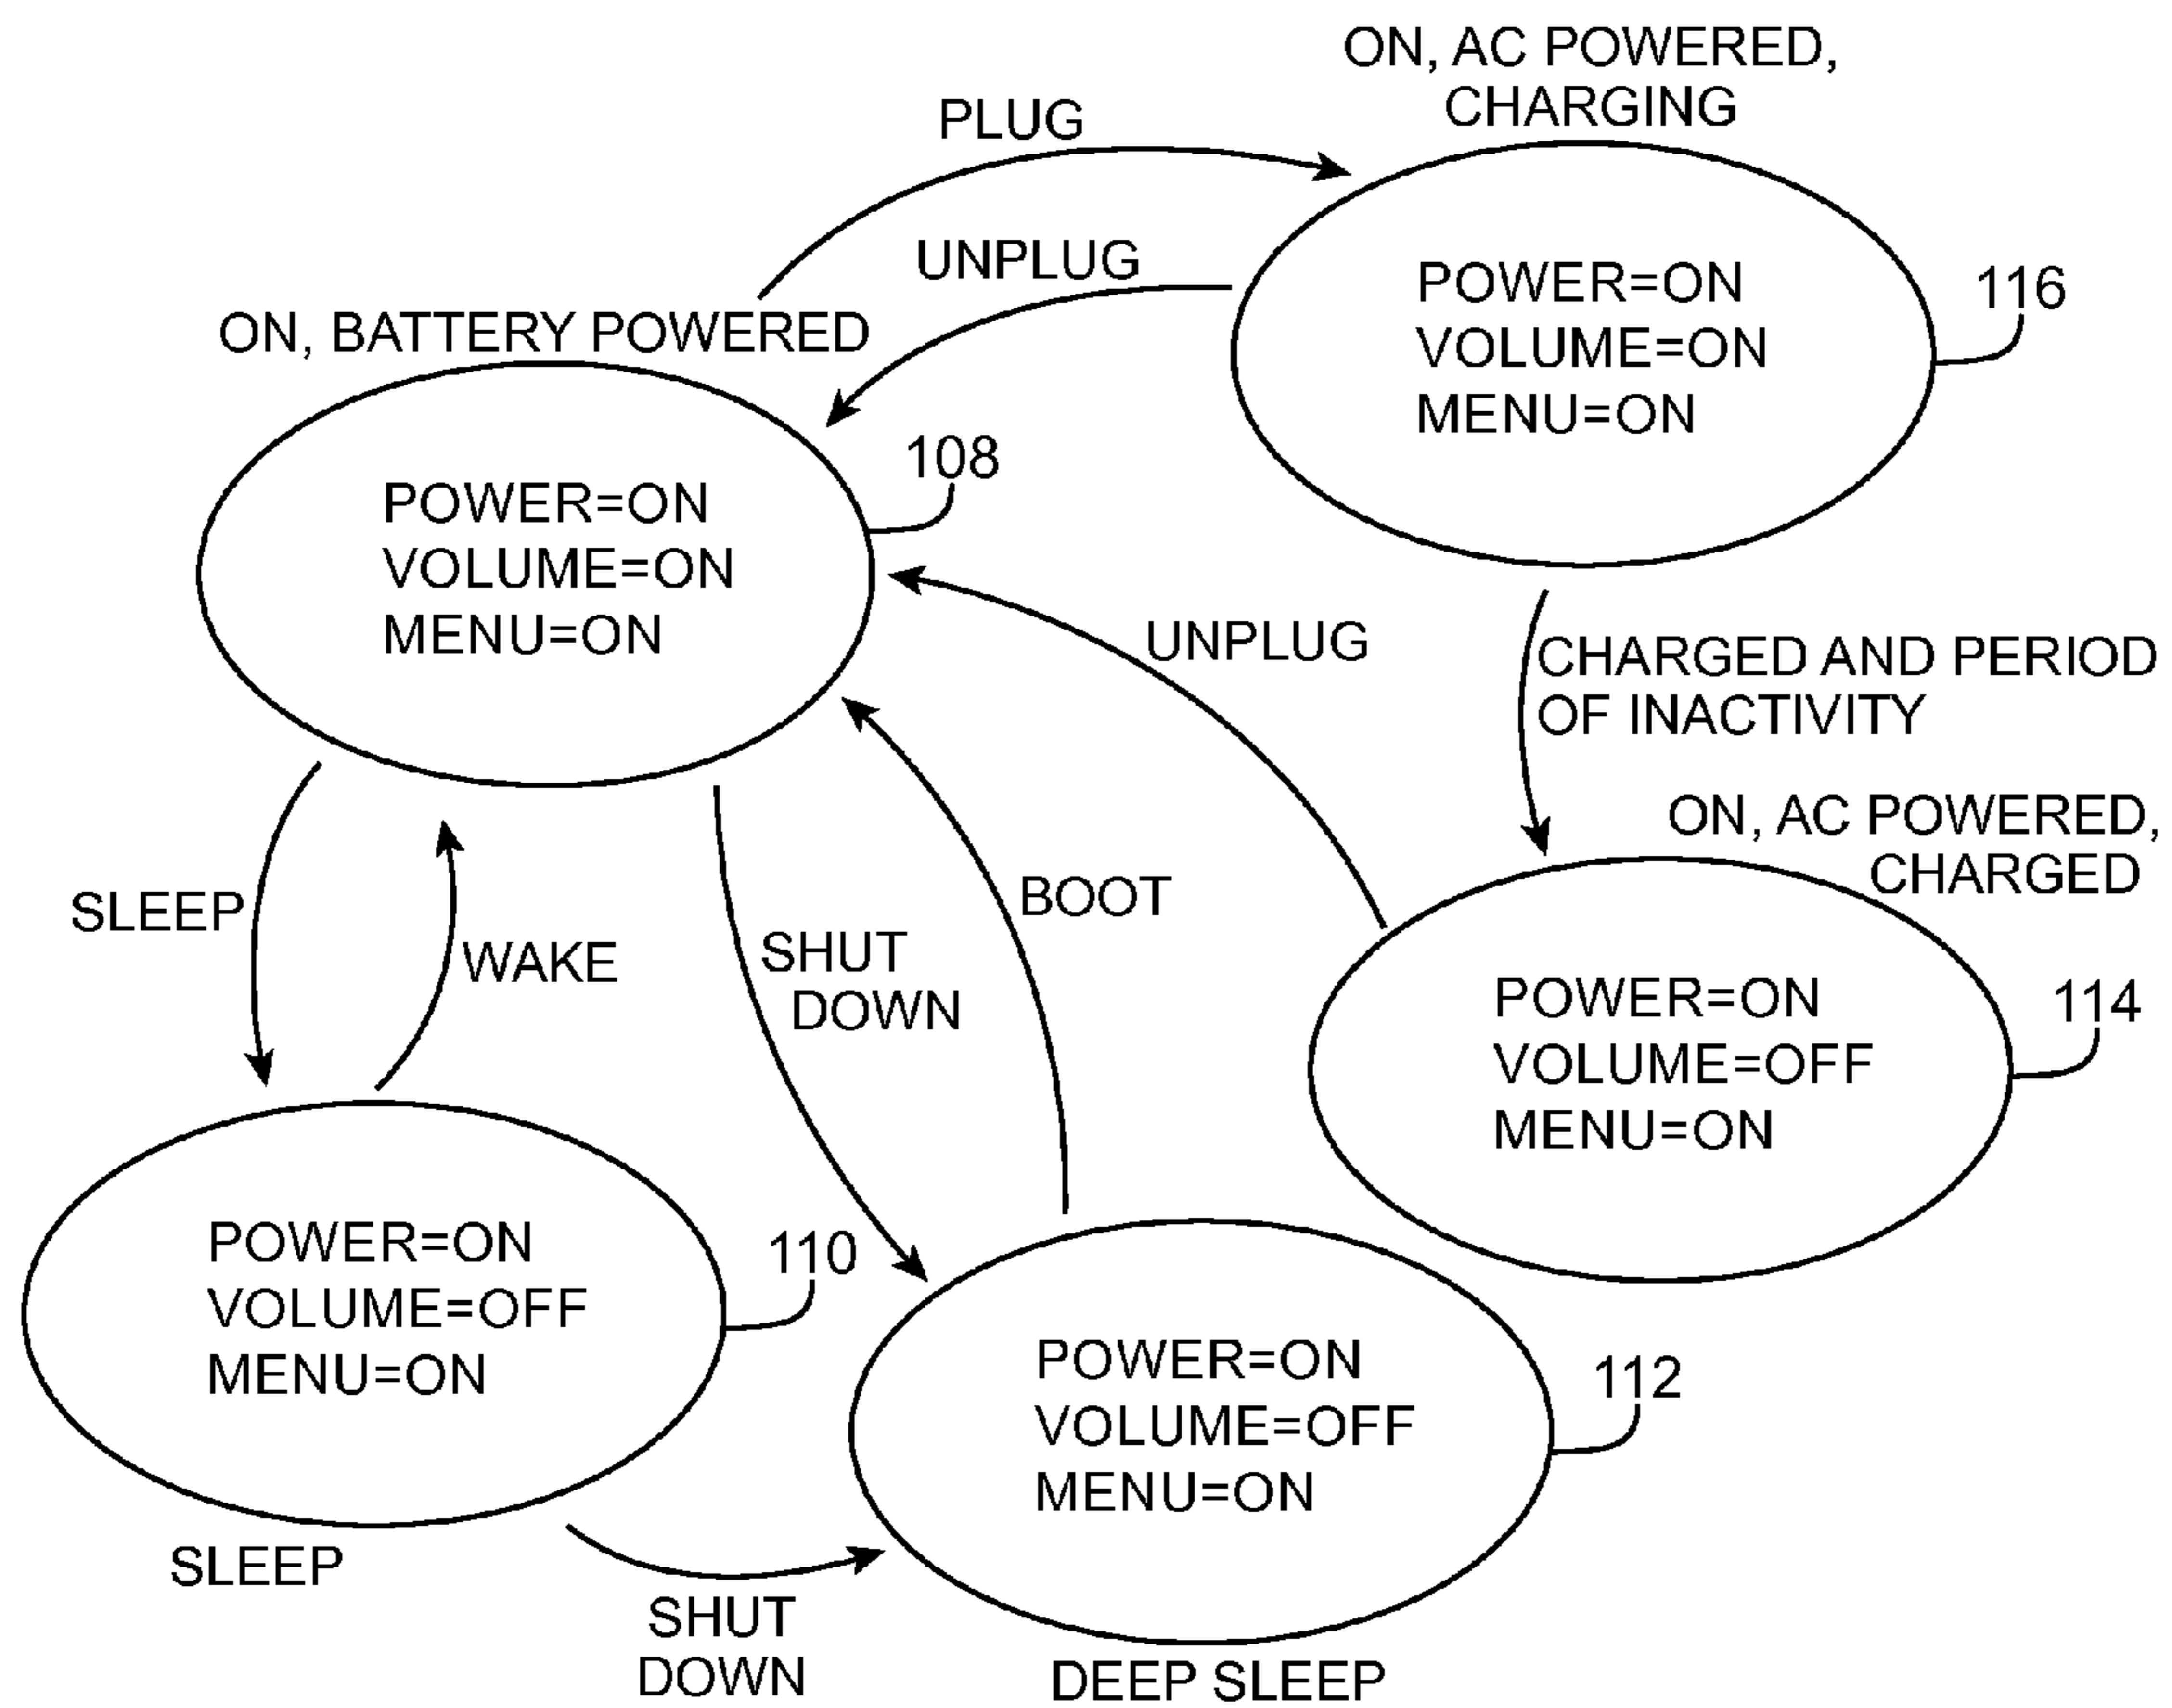 ON, AC POWERED,
CHARGING
PLUG
UNPLUG
POWER=ON
VOLUME=ON
MENU=ON
116
ON, BATTERY POWERED
108
POWER=ON
VOLUME=ON
MENU=ON
UNPLUG
CHARGED AND PERIOD
OF INACTIVITY
ON, AC POWERED,
CHARGED
BOOT
SLEEP
WAKE
SHUT
DOWN
POWER=ON
VOLUME=OFF
MENU=ON
114
POWER=ON
VOLUME=OFF
MENU=ON
110
POWER=ON
VOLUME=OFF
MENU=ON
112
SLEEP
SHUT
DOWN
DEEP SLEEP